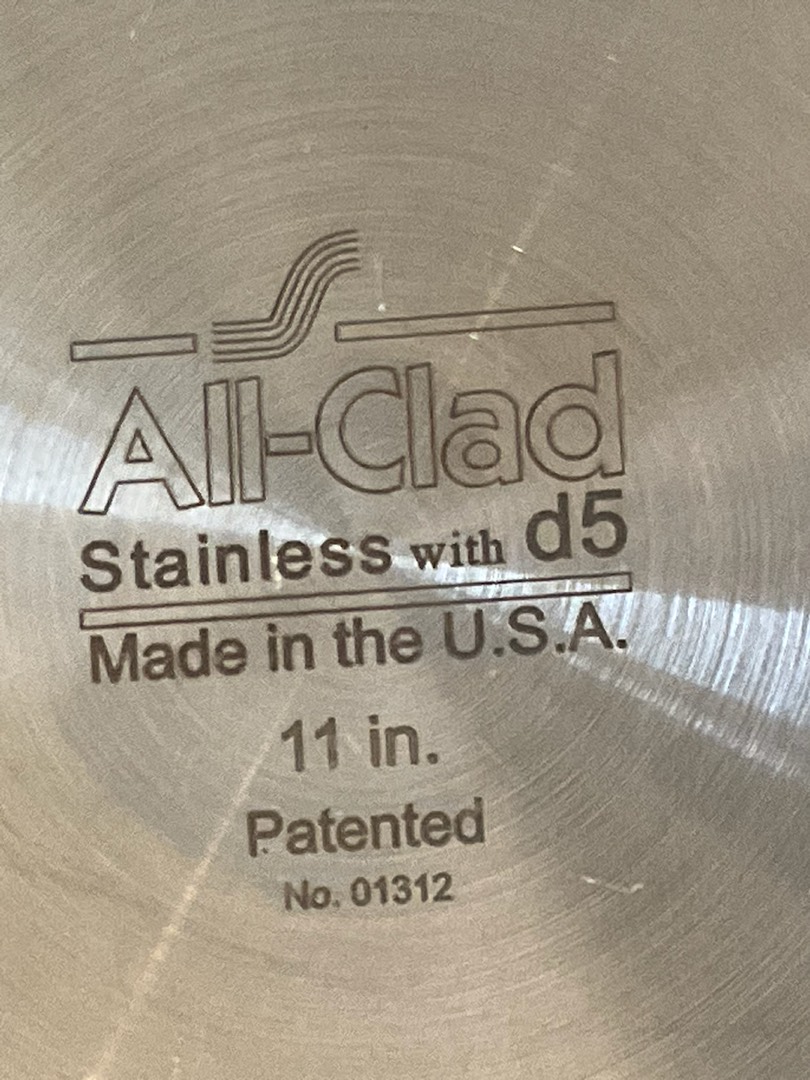 All-Clad
Stainless with d5
Made in the U.S.A.
11 in.
Patented
No. 01312